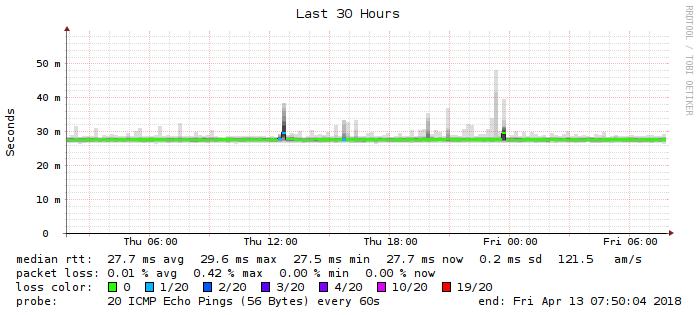 Last 30 Hours
RRDTOOL / TOBI OETIKER
Seconds
50 m
40 m
30 m
20 m
10 m
0
Thu 06:00 Thu 12:00 Thu 18:00 Fri 00:00 Fri 06:00
median rtt: 27.7 ms avg 29.6 ms max 27.5 ms min 27.7 ms now 0.2 ms sd 121.5 am/s
packet loss: 0.01 % avg 0.42 % max 0.00 % min 0.00 % now
loss color: 0 1/20 2/20 3/20 4/20 10/20 19/20
probe: 20 ICMP Echo Pings (56 Bytes) every 60s end: Fri Apr 13 07:50:04 2018